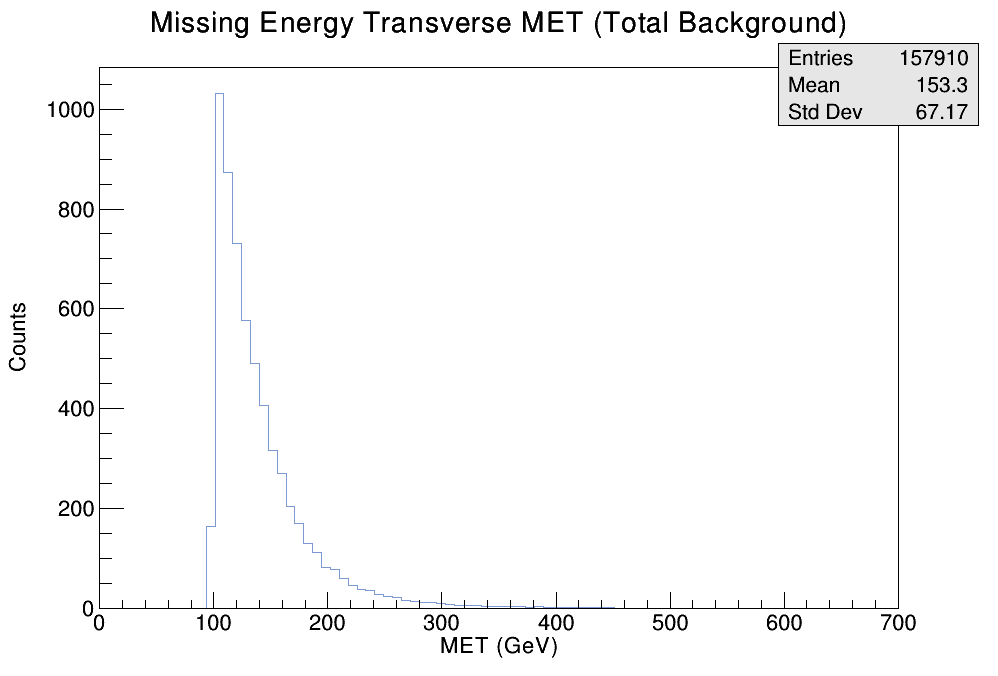 Missing Energy Transverse MET (Total Background)
Entries 157910
Mean 153.3
Std Dev 67.17
1000
800
600
400
200
0
Counts
0 100 200 300 400 500 600 700
MET (GeV)